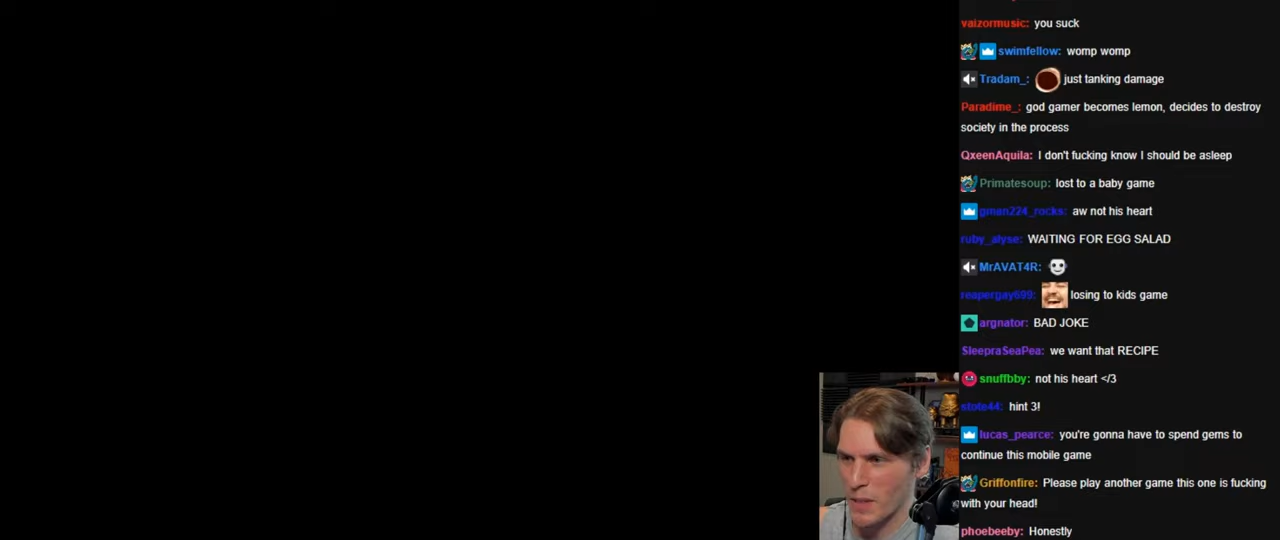 vaizormusic: you suck
swimfellow: womp womp
Tradam_: just tanking damage
Paradime_: god gamer becomes lemon, decides to destroy
society in the process
QxeenAquila: I don't fucking know I should be asleep
Primatesoup: lost to a baby game
gman224_rocks: aw not his heart
ruby_alyse: WAITING FOR EGG SALAD
MrAVAT4R:
reapergay699: losing to kids game
argnator: BAD JOKE
SleepraSeaPea: we want that RECIPE
snuffbby: not his heart </3
stote44: hint 3!
lucas_pearce: you're gonna have to spend gems to
continue this mobile game
Griffonfire: Please play another game this one is fucking
with your head!
phoebeeby: Honestly